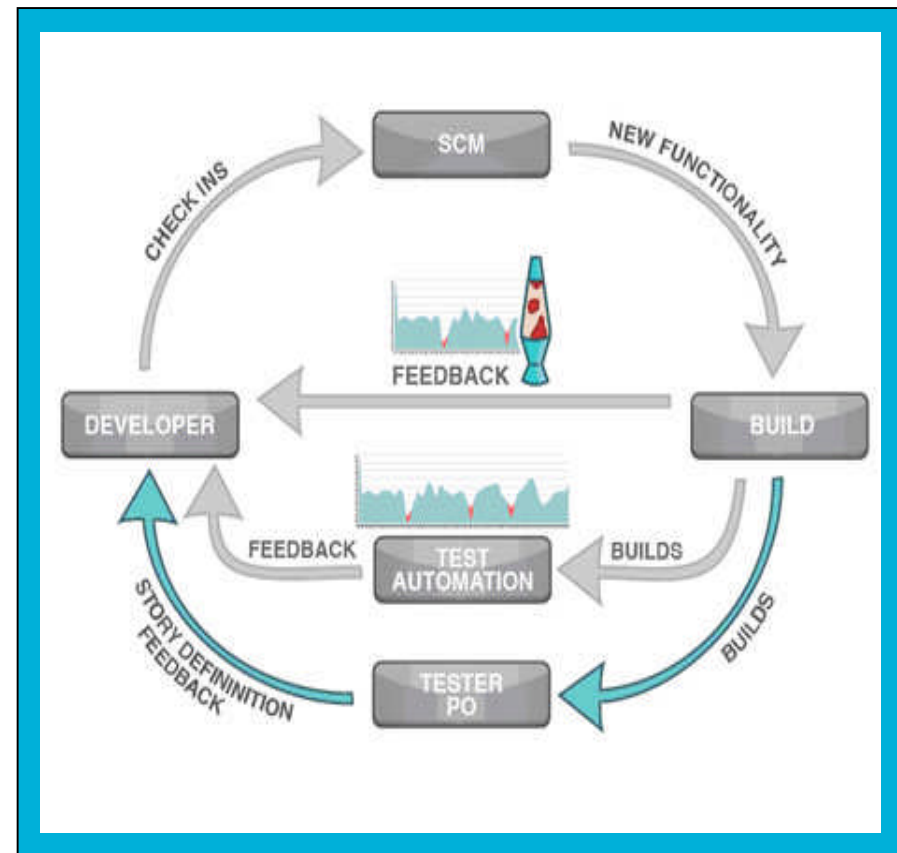 SCM
NEW FUNCTIONALITY
CHECK INS
FEEDBACK
DEVELOPER
BUILD
FEEDBACK
TEST
AUTOMATION
BUILDS
STORY DEFININITION
FEEDBACK
TESTER
PO
BUILDS